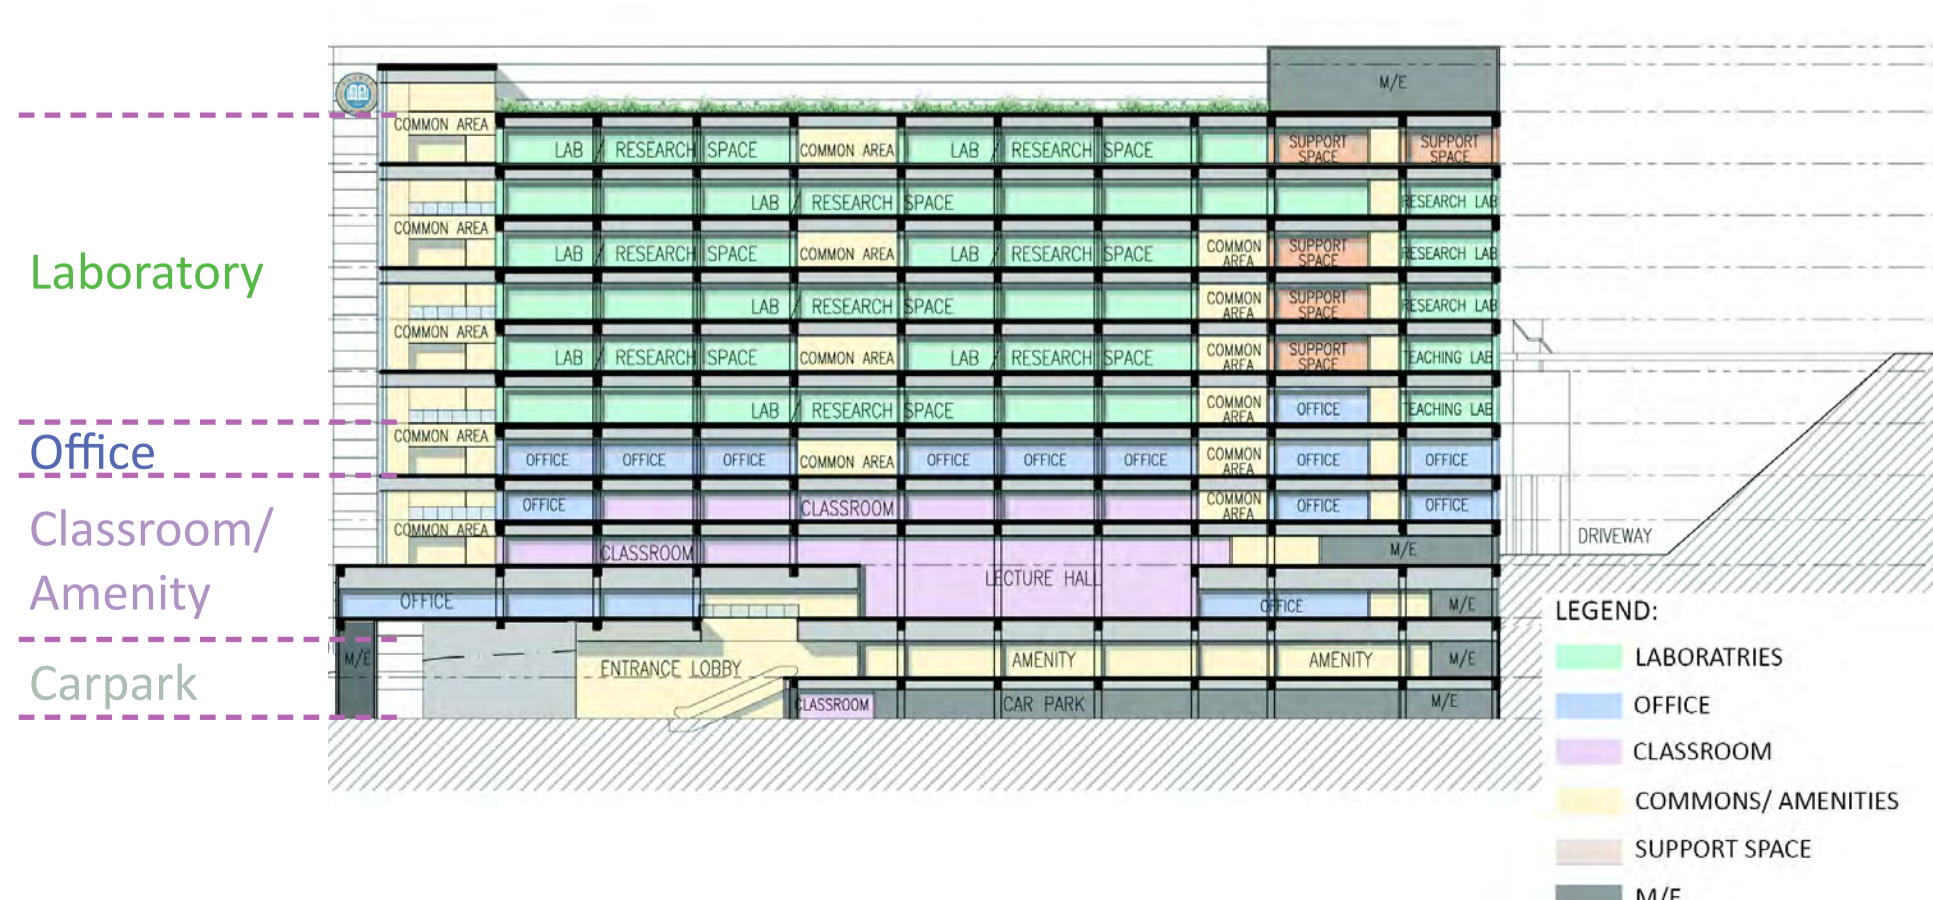 M/E
COMMON AREA
LAB / RESEARCH SPACE
COMMON AREA
LAB / RESEARCH SPACE
SUPPORT
SPACE
SUPPORT
SPACE
LAB / RESEARCH SPACE
RESEARCH LAB
COMMON AREA
LAB / RESEARCH SPACE
COMMON AREA
LAB / RESEARCH SPACE
COMMON
AREA
SUPPORT
SPACE
RESEARCH LAB
Laboratory
LAB / RESEARCH SPACE
COMMON
AREA
SUPPORT
SPACE
RESEARCH LAB
COMMON AREA
LAB / RESEARCH SPACE
COMMON AREA
LAB / RESEARCH SPACE
COMMON
AREA
SUPPORT
SPACE
TEACHING LAB
LAB / RESEARCH SPACE
COMMON
AREA
OFFICE
TEACHING LAB
COMMON AREA
Office
OFFICE
OFFICE
OFFICE
COMMON AREA
OFFICE
OFFICE
OFFICE
COMMON
AREA
OFFICE
OFFICE
OFFICE
CLASSROOM
COMMON
AREA
OFFICE
OFFICE
Classroom/
Amenity
COMMON AREA
CLASSROOM
M/E
DRIVEWAY
LECTURE HALL
OFFICE
OFFICE
M/E
Carpark
M/E
ENTRANCE LOBBY
AMENITY
AMENITY
M/E
CLASSROOM
CAR PARK
M/E
LEGEND:
LABORATRIES
OFFICE
CLASSROOM
COMMONS/ AMENITIES
SUPPORT SPACE
M/E